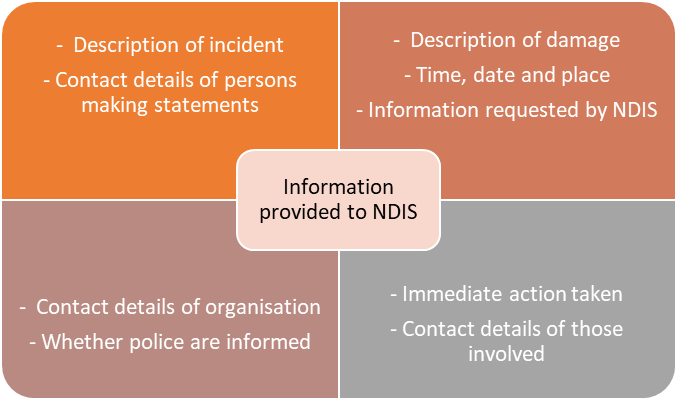 - Description of incident
- Contact details of persons
making statements
- Description of damage
- Time, date and place
- Information requested by NDIS
Information
provided to NDIS
- Contact details of organisation
- Whether police are informed
- Immediate action taken
- Contact details of those
involved